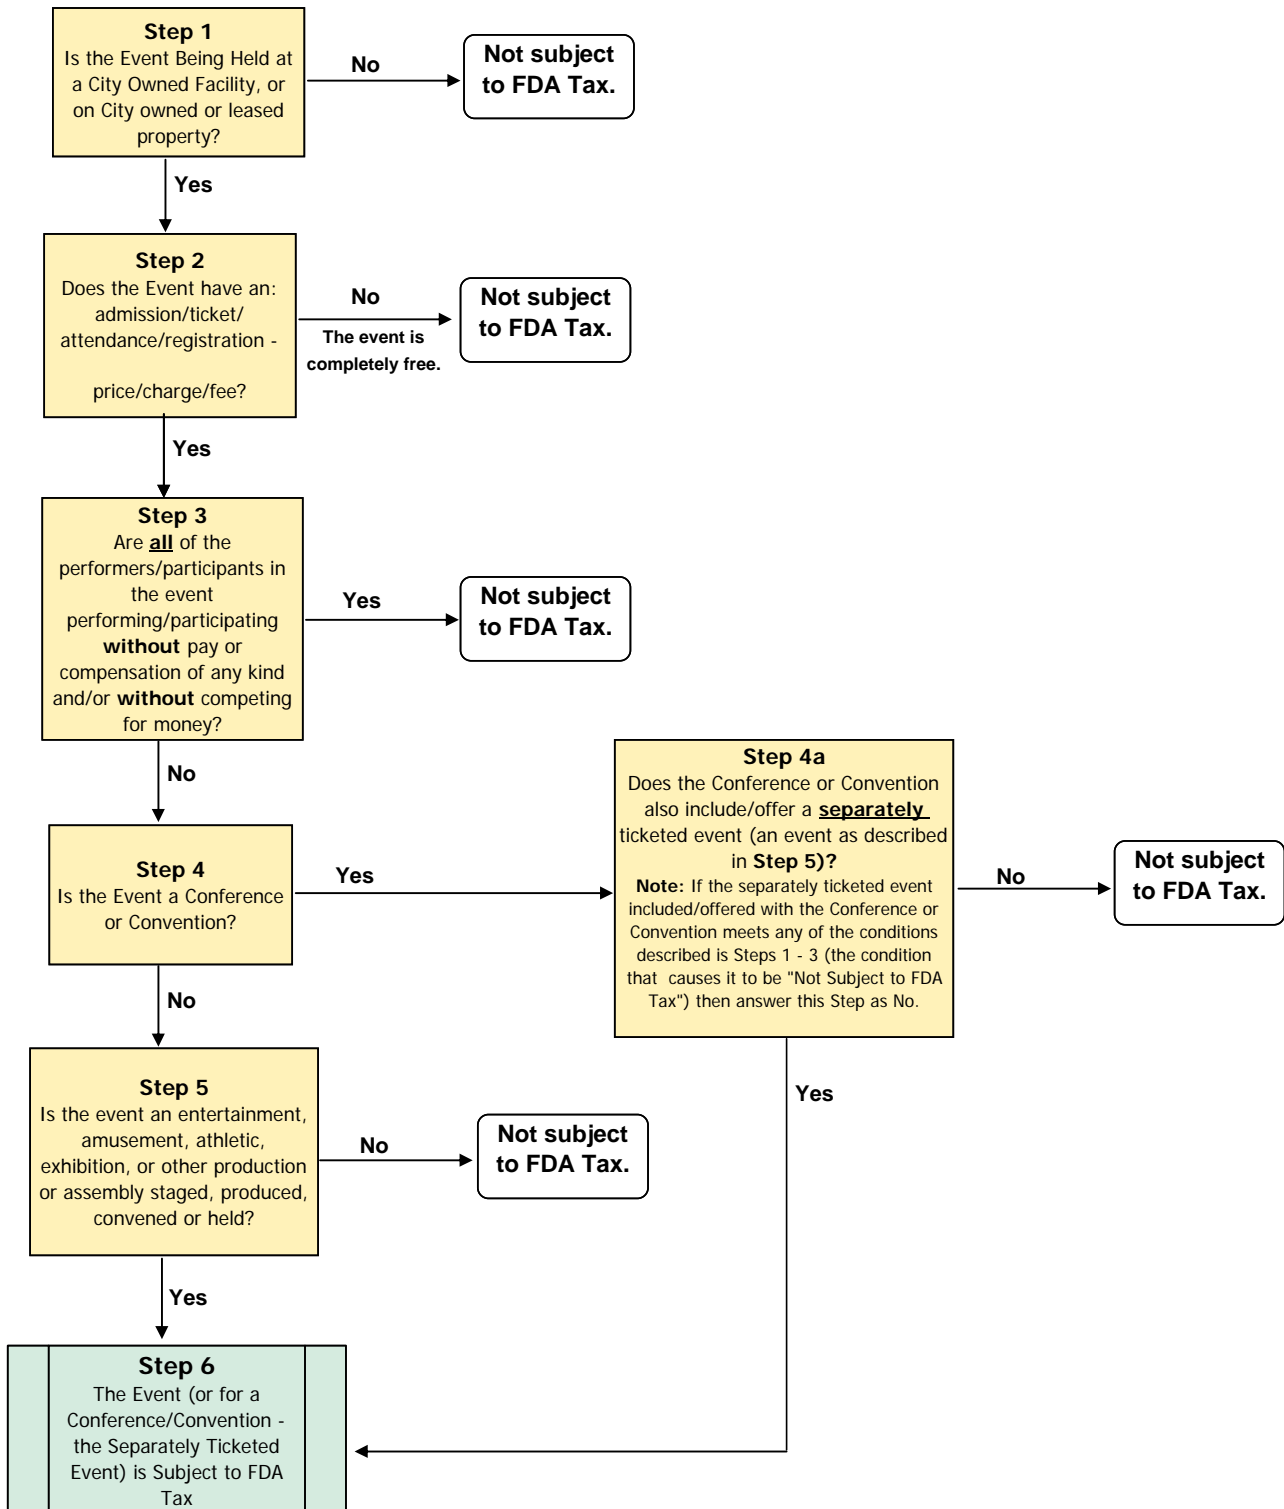 Step 1
Is the Event Being Held at
a City Owned Facility, or
on City owned or leased
property?
No
Not subject
to FDA Tax.
Yes
Step 2
Does the Event have an:
admission/ticket/
attendance/registration -
price/charge/fee?
No
The event is
completely free.
Not subject
to FDA Tax.
Yes
Step 3
Are all of the
performers/participants in
the event
performing/participating
without pay or
compensation of any kind
and/or without competing
for money?
Yes
Not subject
to FDA Tax.
No
Step 4
Is the Event a Conference
or Convention?
Yes
Step 4a
Does the Conference or Convention
also include/offer a separately
ticketed event (an event as described
in Step 5)?
Note: If the separately ticketed event
included/offered with the Conference or
Convention meets any of the conditions
described is Steps 1 - 3 (the condition
that causes it to be "Not Subject to FDA
Tax") then answer this Step as No.
No
Not subject
to FDA Tax.
No
Yes
Step 5
Is the event an entertainment,
amusement, athletic,
exhibition, or other production
or assembly staged, produced,
convened or held?
No
Not subject
to FDA Tax.
Yes
Step 6
The Event (or for a
Conference/Convention -
the Separately Ticketed
Event) is Subject to FDA
Tax